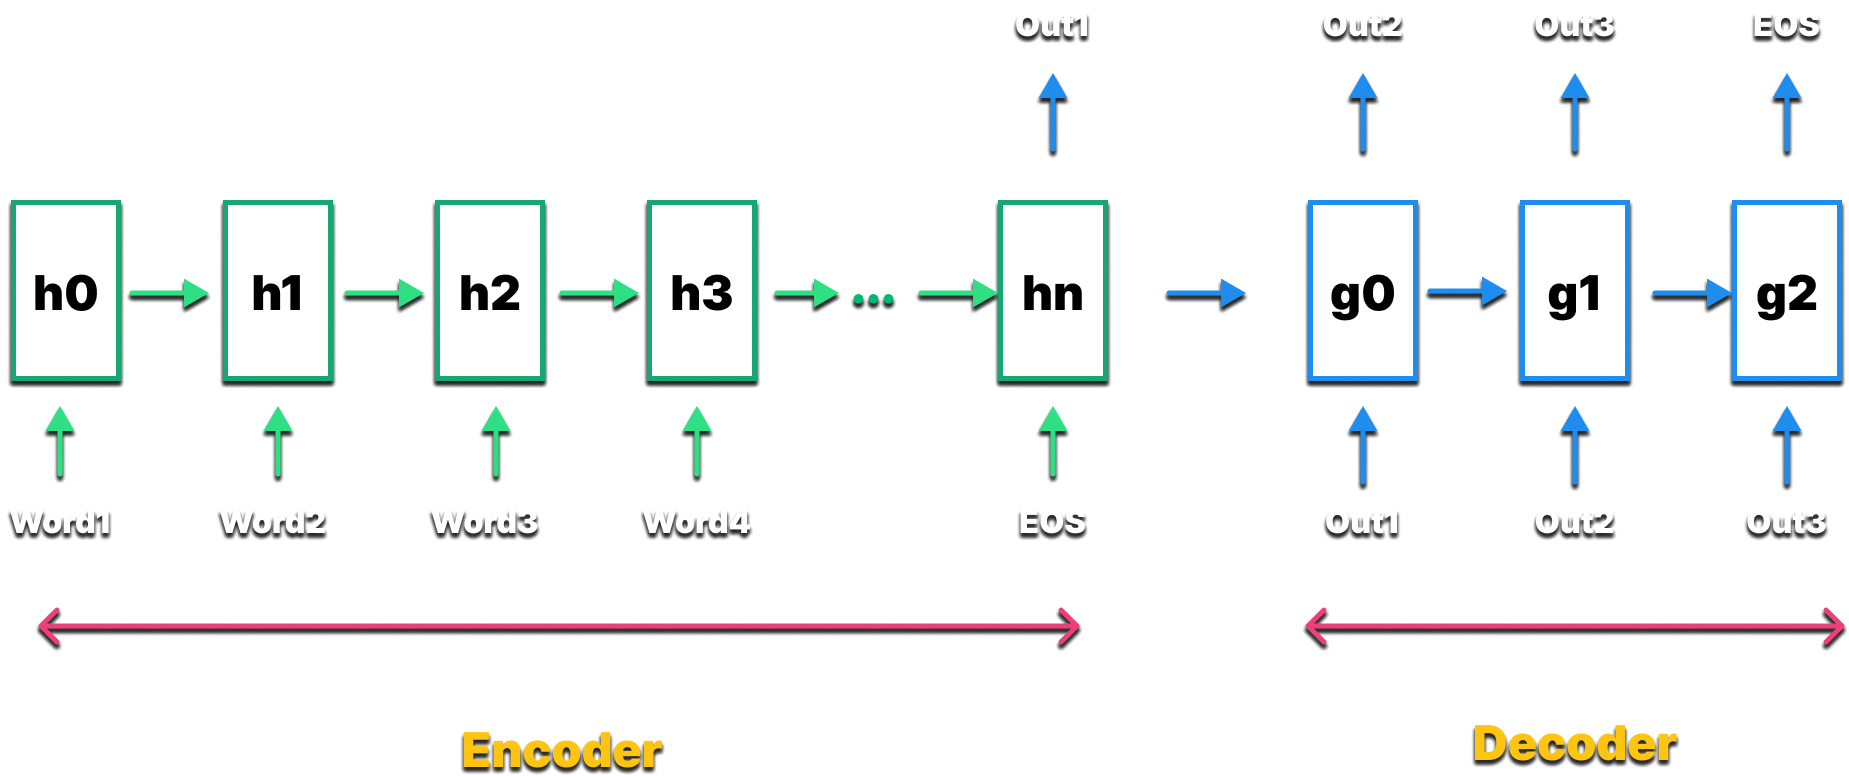 Out1 Out2 Out3 EOS
h0 h1 h2 h3 ... hn g0 g1 g2
Word1 Word2 Word3 Word4 EOS Out1 Out2 Out3
Encoder Decoder